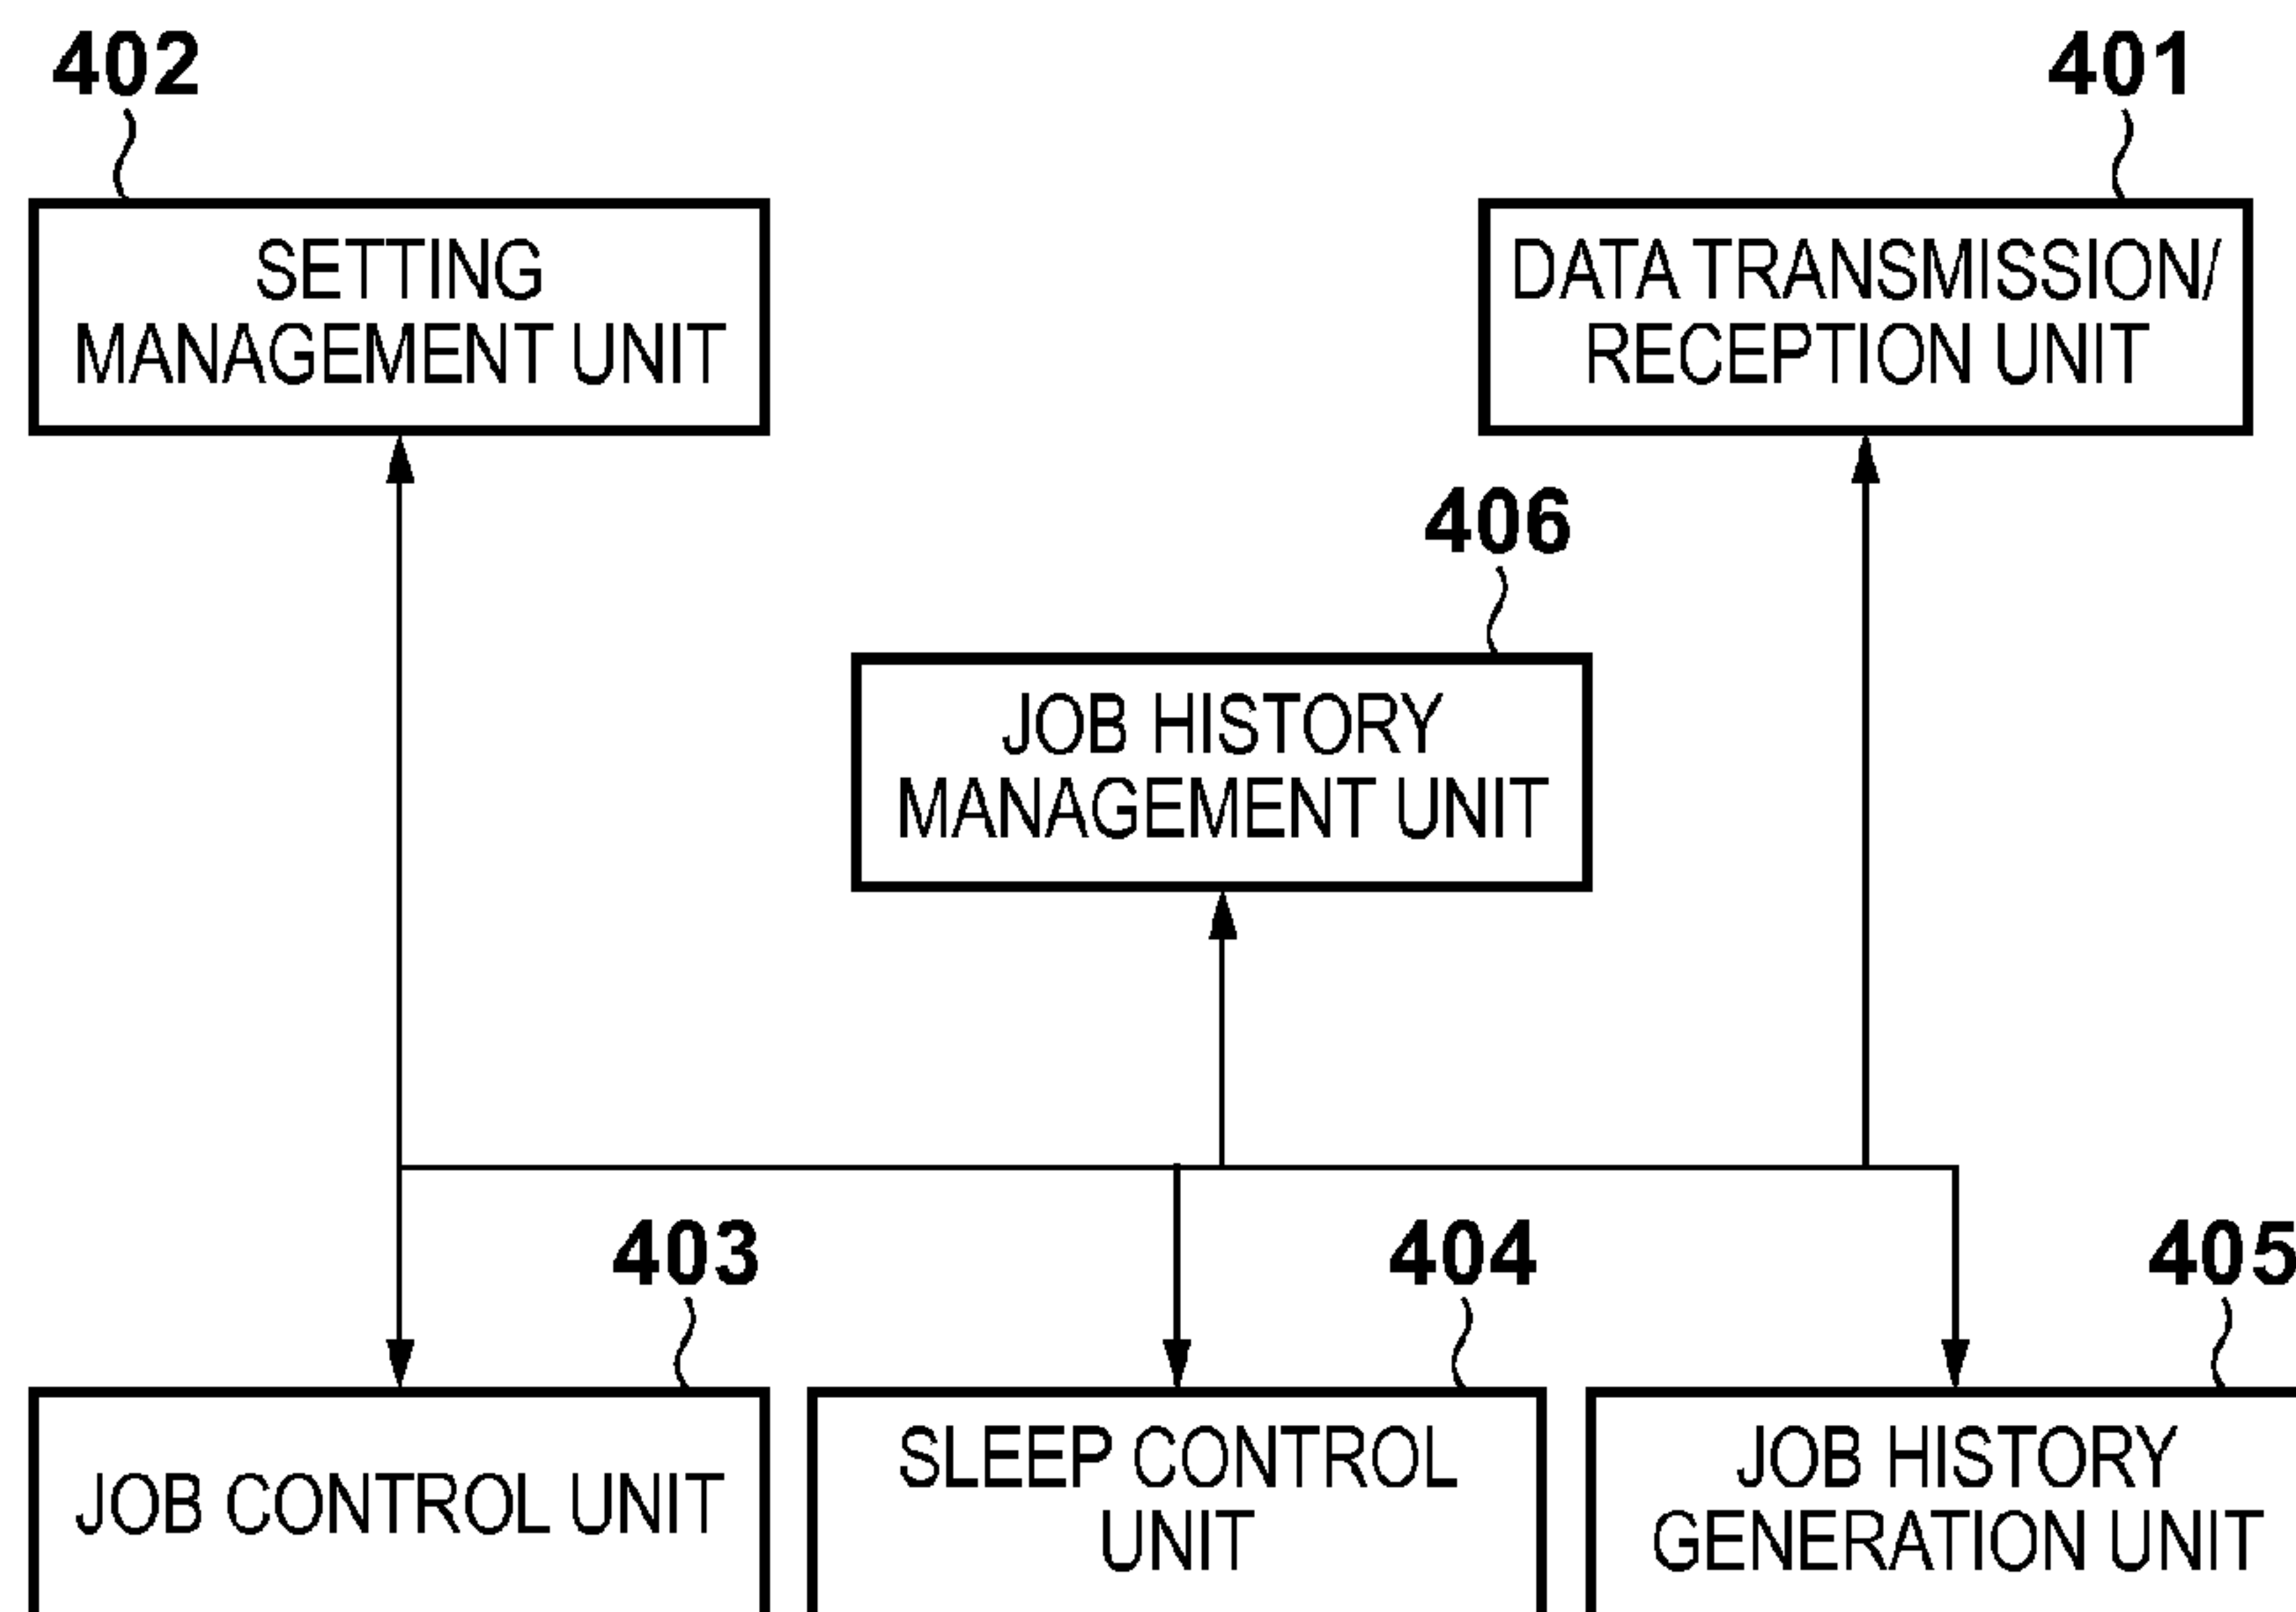 402
401
SETTING
MANAGEMENT UNIT
DATA TRANSMISSION/
RECEPTION UNIT
406
JOB HISTORY
MANAGEMENT UNIT
403
404
405
JOB CONTROL UNIT
SLEEP CONTROL
UNIT
JOB HISTORY
GENERATION UNIT